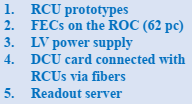 1. RCU prototypes
2. FECs on the ROC (62 pc)
3. LV power supply
4. DCU card connected with
RCUs via fibers
5. Readout server